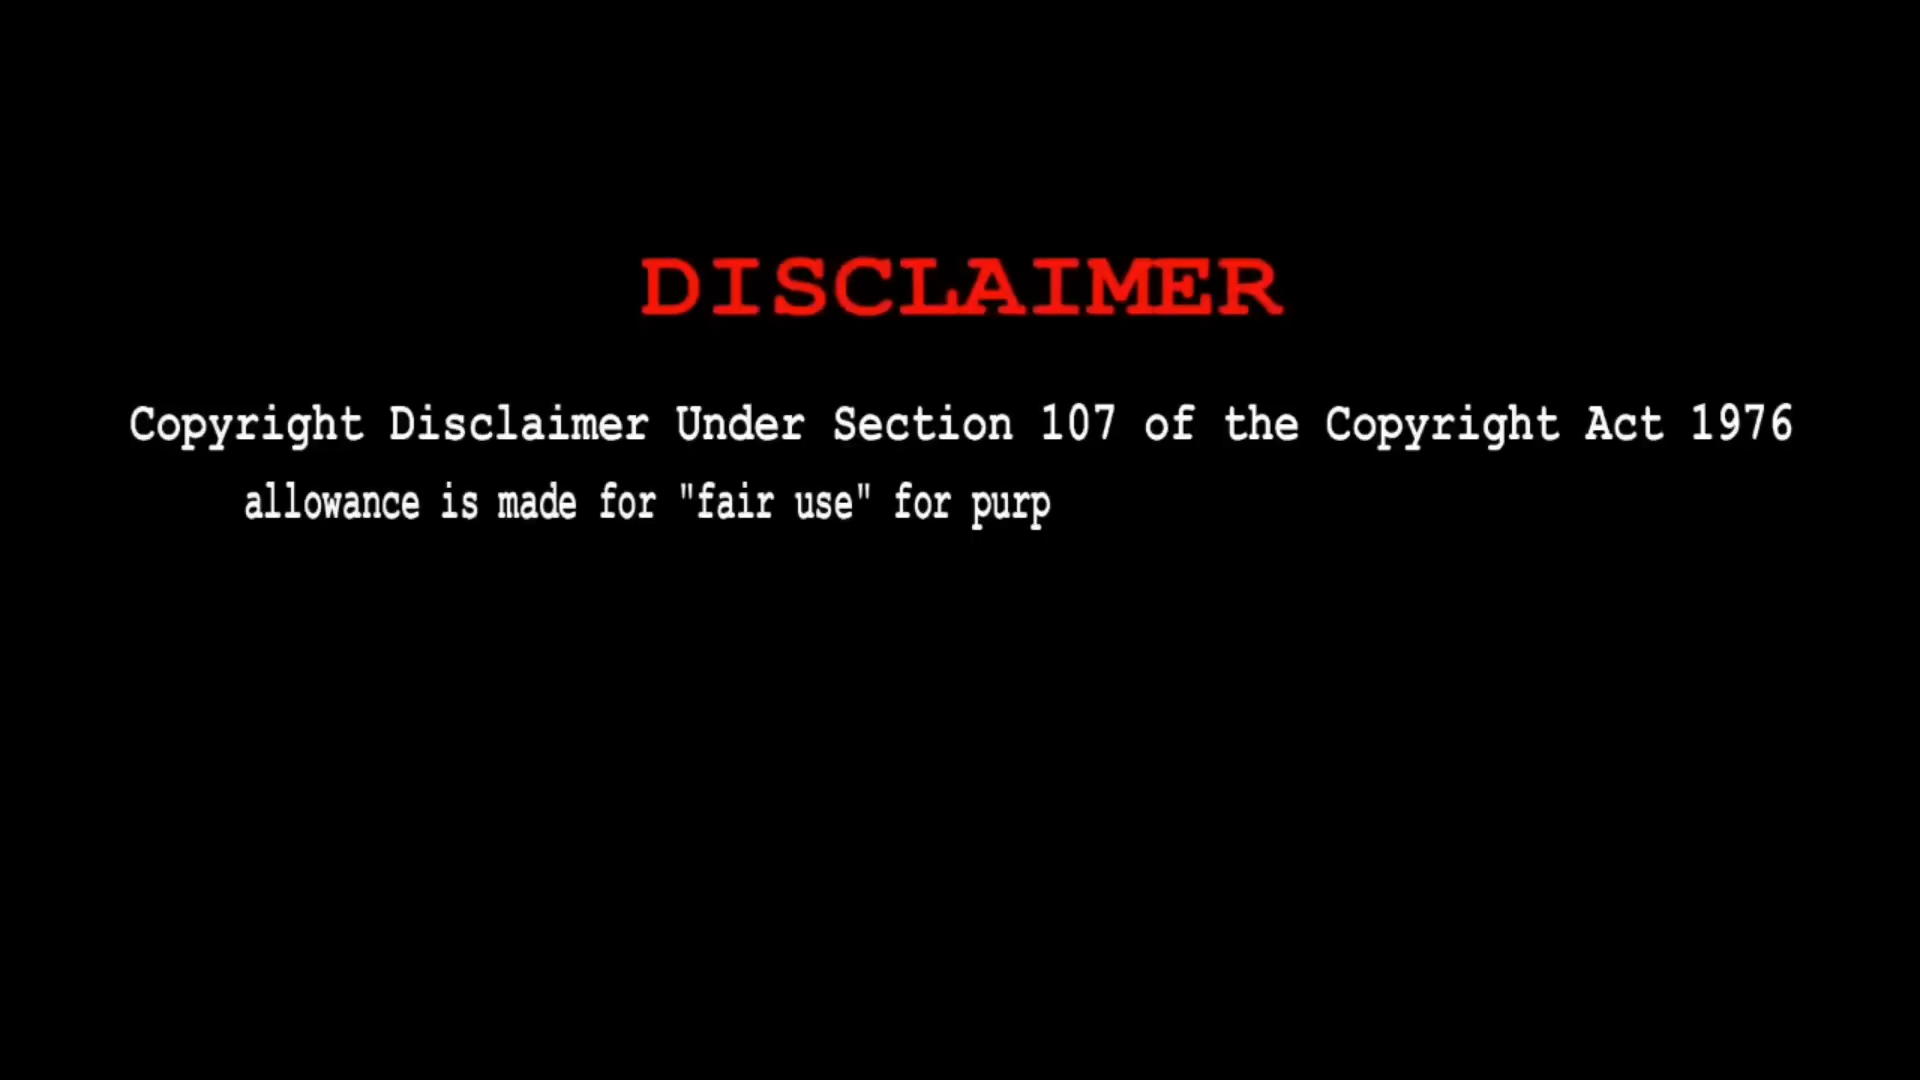 DISCLAIMER
Copyright Disclaimer Under Section 107 of the Copyright Act 1976
allowance is made for "fair use" for purp